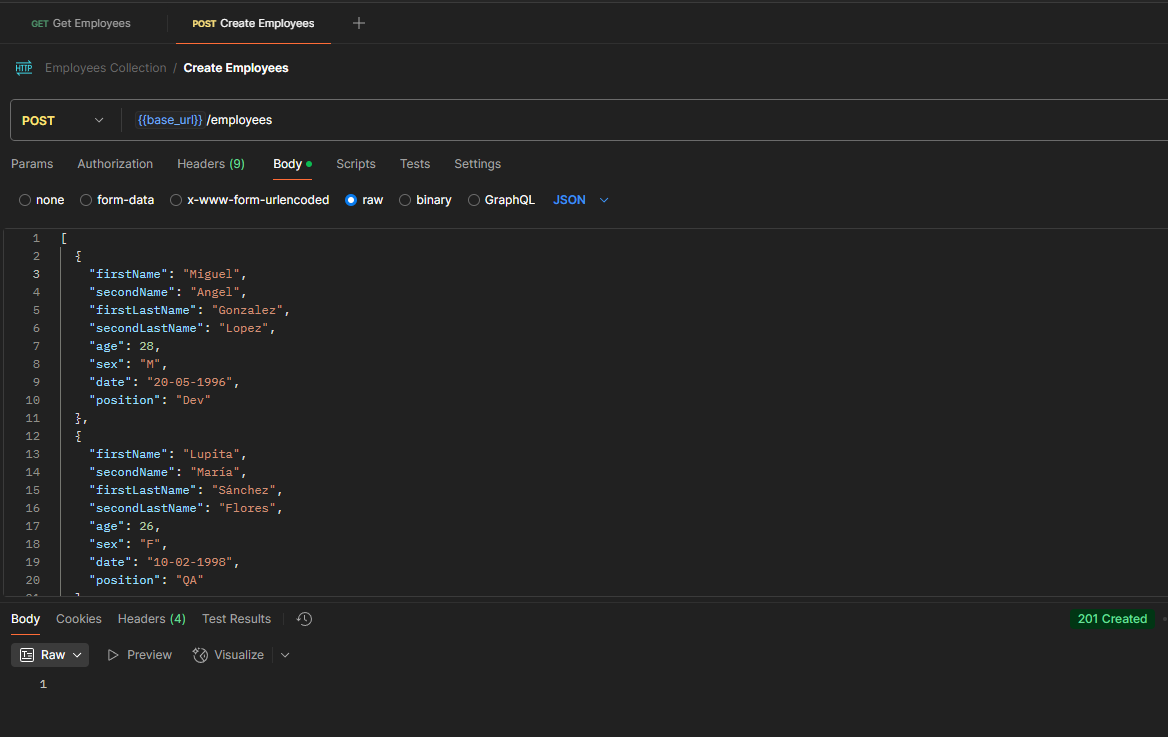 GET Get Employees POST Create Employees
HTTP Employees Collection / Create Employees
POST {{base_url}} /employees
Params Authorization Headers (9) Body Scripts Tests Settings
none form-data x-www-form-urlencoded raw binary GraphQL JSON
1 [
2 {
3 "firstName": "Miguel",
4 "secondName": "Angel",
5 "firstLastName": "Gonzalez",
6 "secondLastName": "Lopez",
7 "age": 28,
8 "sex": "M",
9 "date": "20-05-1996",
10 "position": "Dev"
11 },
12 {
13 "firstName": "Lupita",
14 "secondName": "María",
15 "firstLastName": "Sánchez",
16 "secondLastName": "Flores",
17 "age": 26,
18 "sex": "F",
19 "date": "10-02-1998",
20 "position": "QA"
Body Cookies Headers (4) Test Results 201 Created
Raw Preview Visualize
1